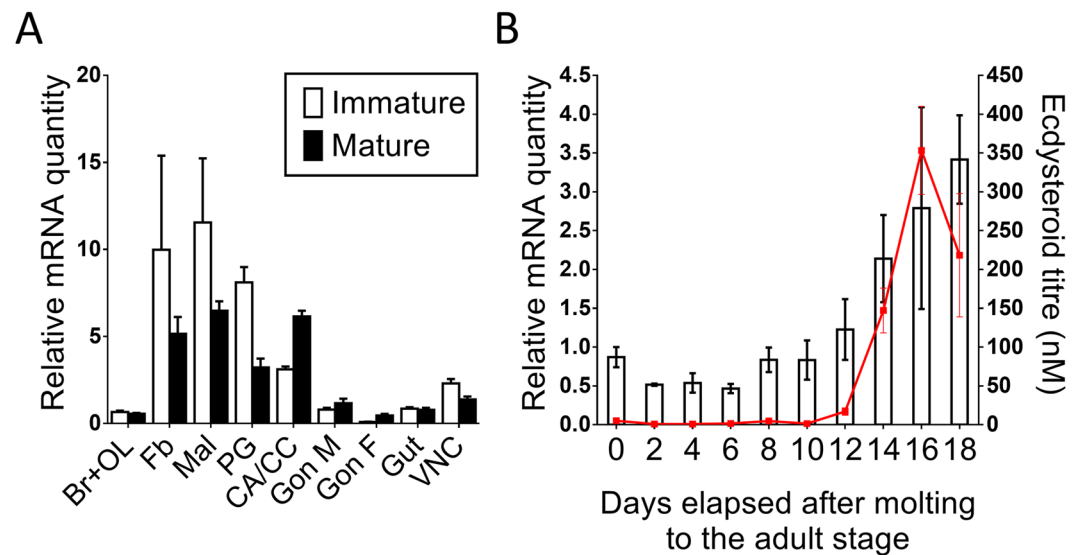 A
Relative mRNA quantity
20
15
10
5
0
Immature
Mature
Br+OL
Fb
Mal
PG
CA/CC
Gon M
Gon F
Gut
VNC
B
Relative mRNA quantity
4.5
4.0
3.5
3.0
2.5
2.0
1.5
1.0
0.5
0.0
450
400
350
300
250
200
150
100
50
0
Ecdysteroid titre (nM)
0 2 4 6 8 10 12 14 16 18
Days elapsed after molting
to the adult stage